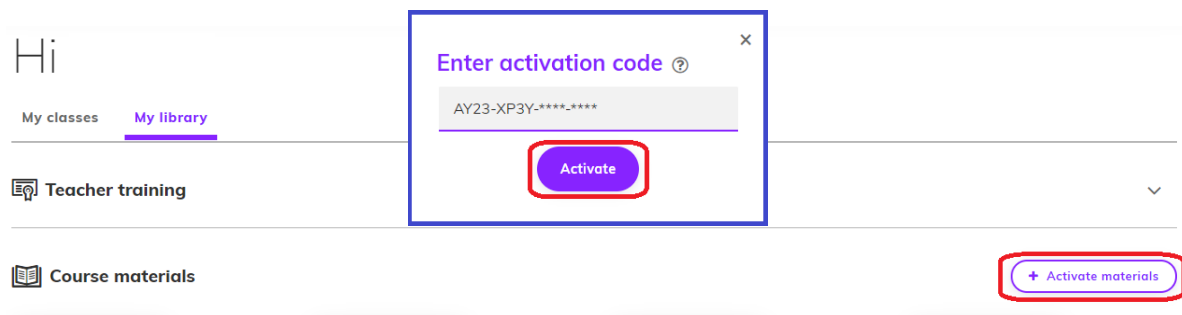 Hi
My classes
My library
Enter activation code
AY23-XP3Y-****-****
Activate
Teacher training
Course materials
+ Activate materials